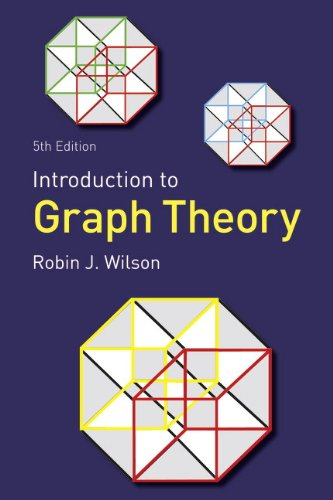 5th Edition
Introduction to
Graph Theory
Robin J. Wilson